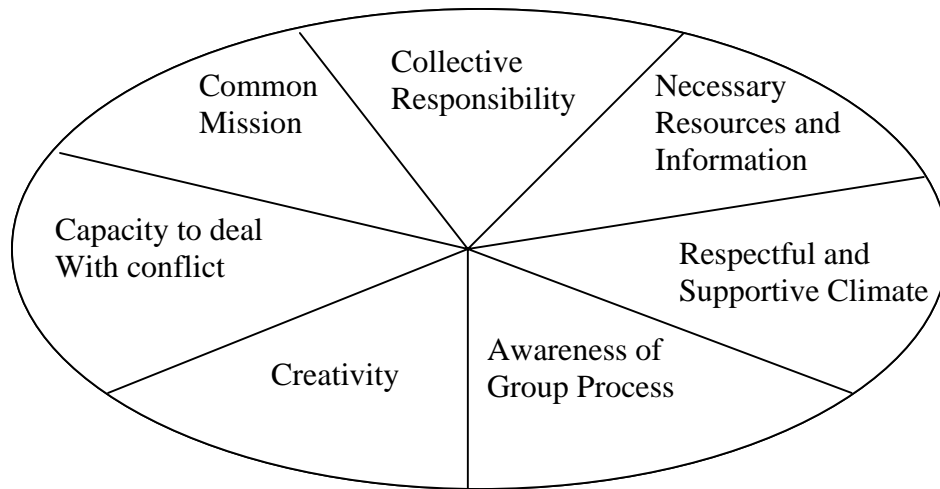 Common
Mission
Collective
Responsibility
Necessary
Resources and
Information
Respectful and
Supportive Climate
Awareness of
Group Process
Creativity
Capacity to deal
With conflict